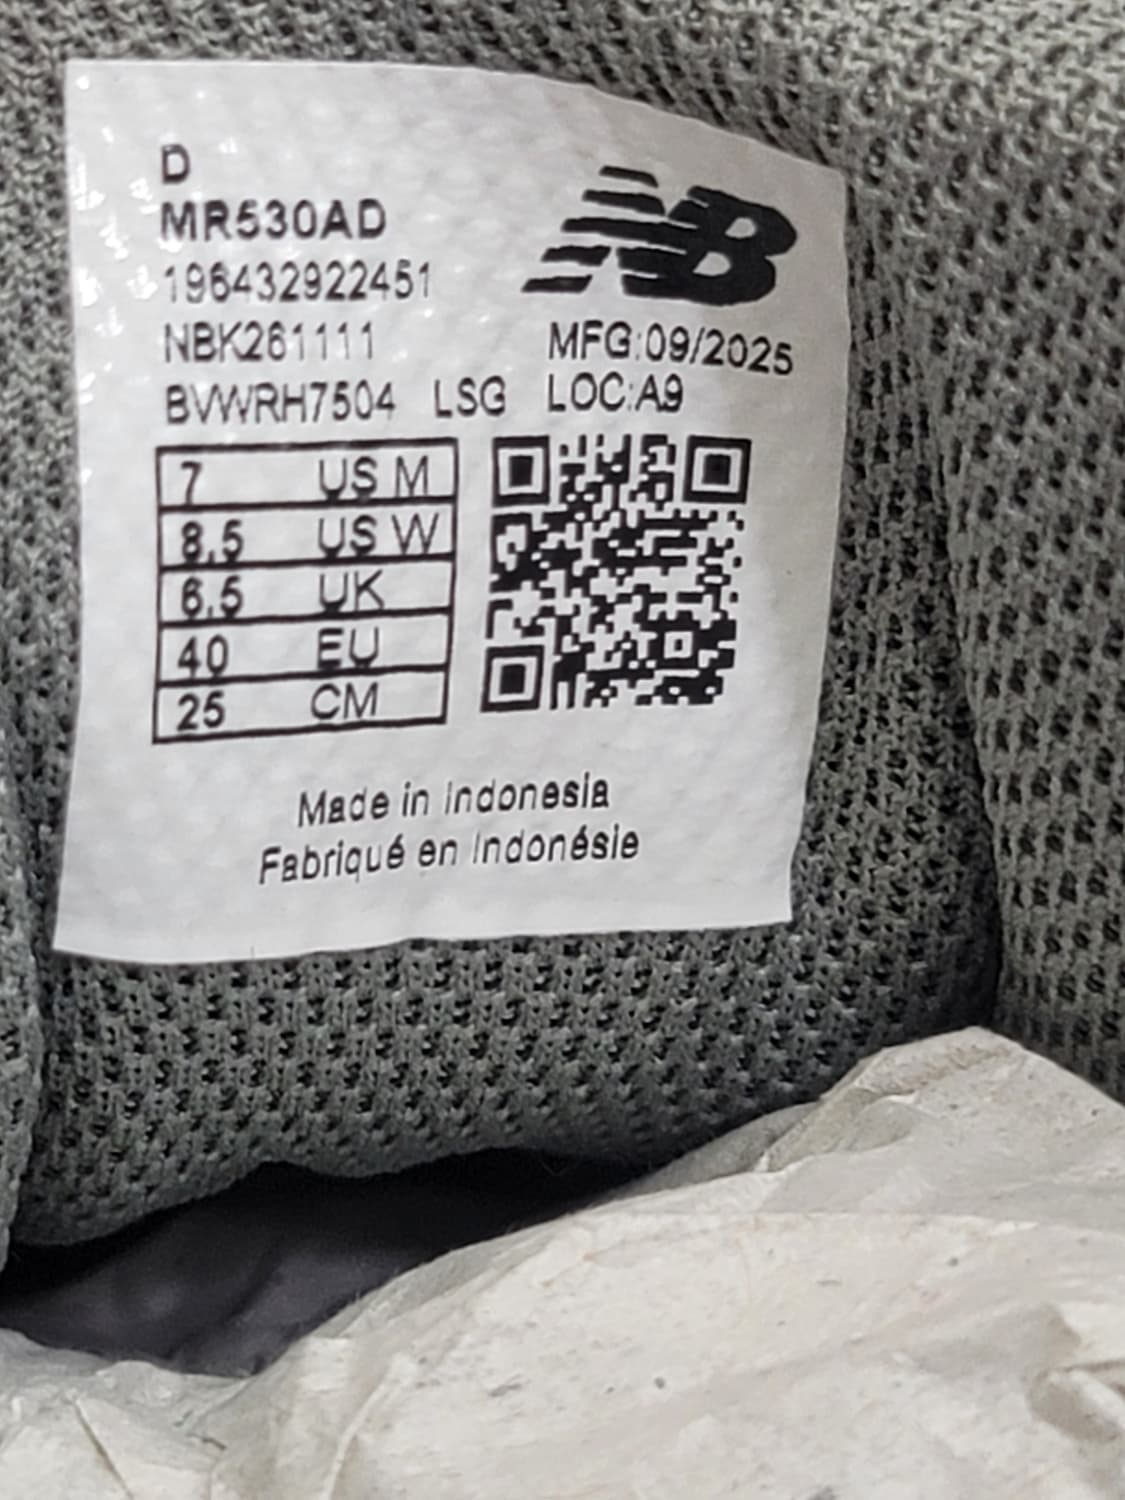 D
MR530AD
196432922451
NBK261111
BVWRH7504 LSG
NB
MFG:09/2025
LOC:A9
7 US M
8.5 US W
6.5 UK
40 EU
25 CM
Made in Indonesia
Fabriqué en Indonésie